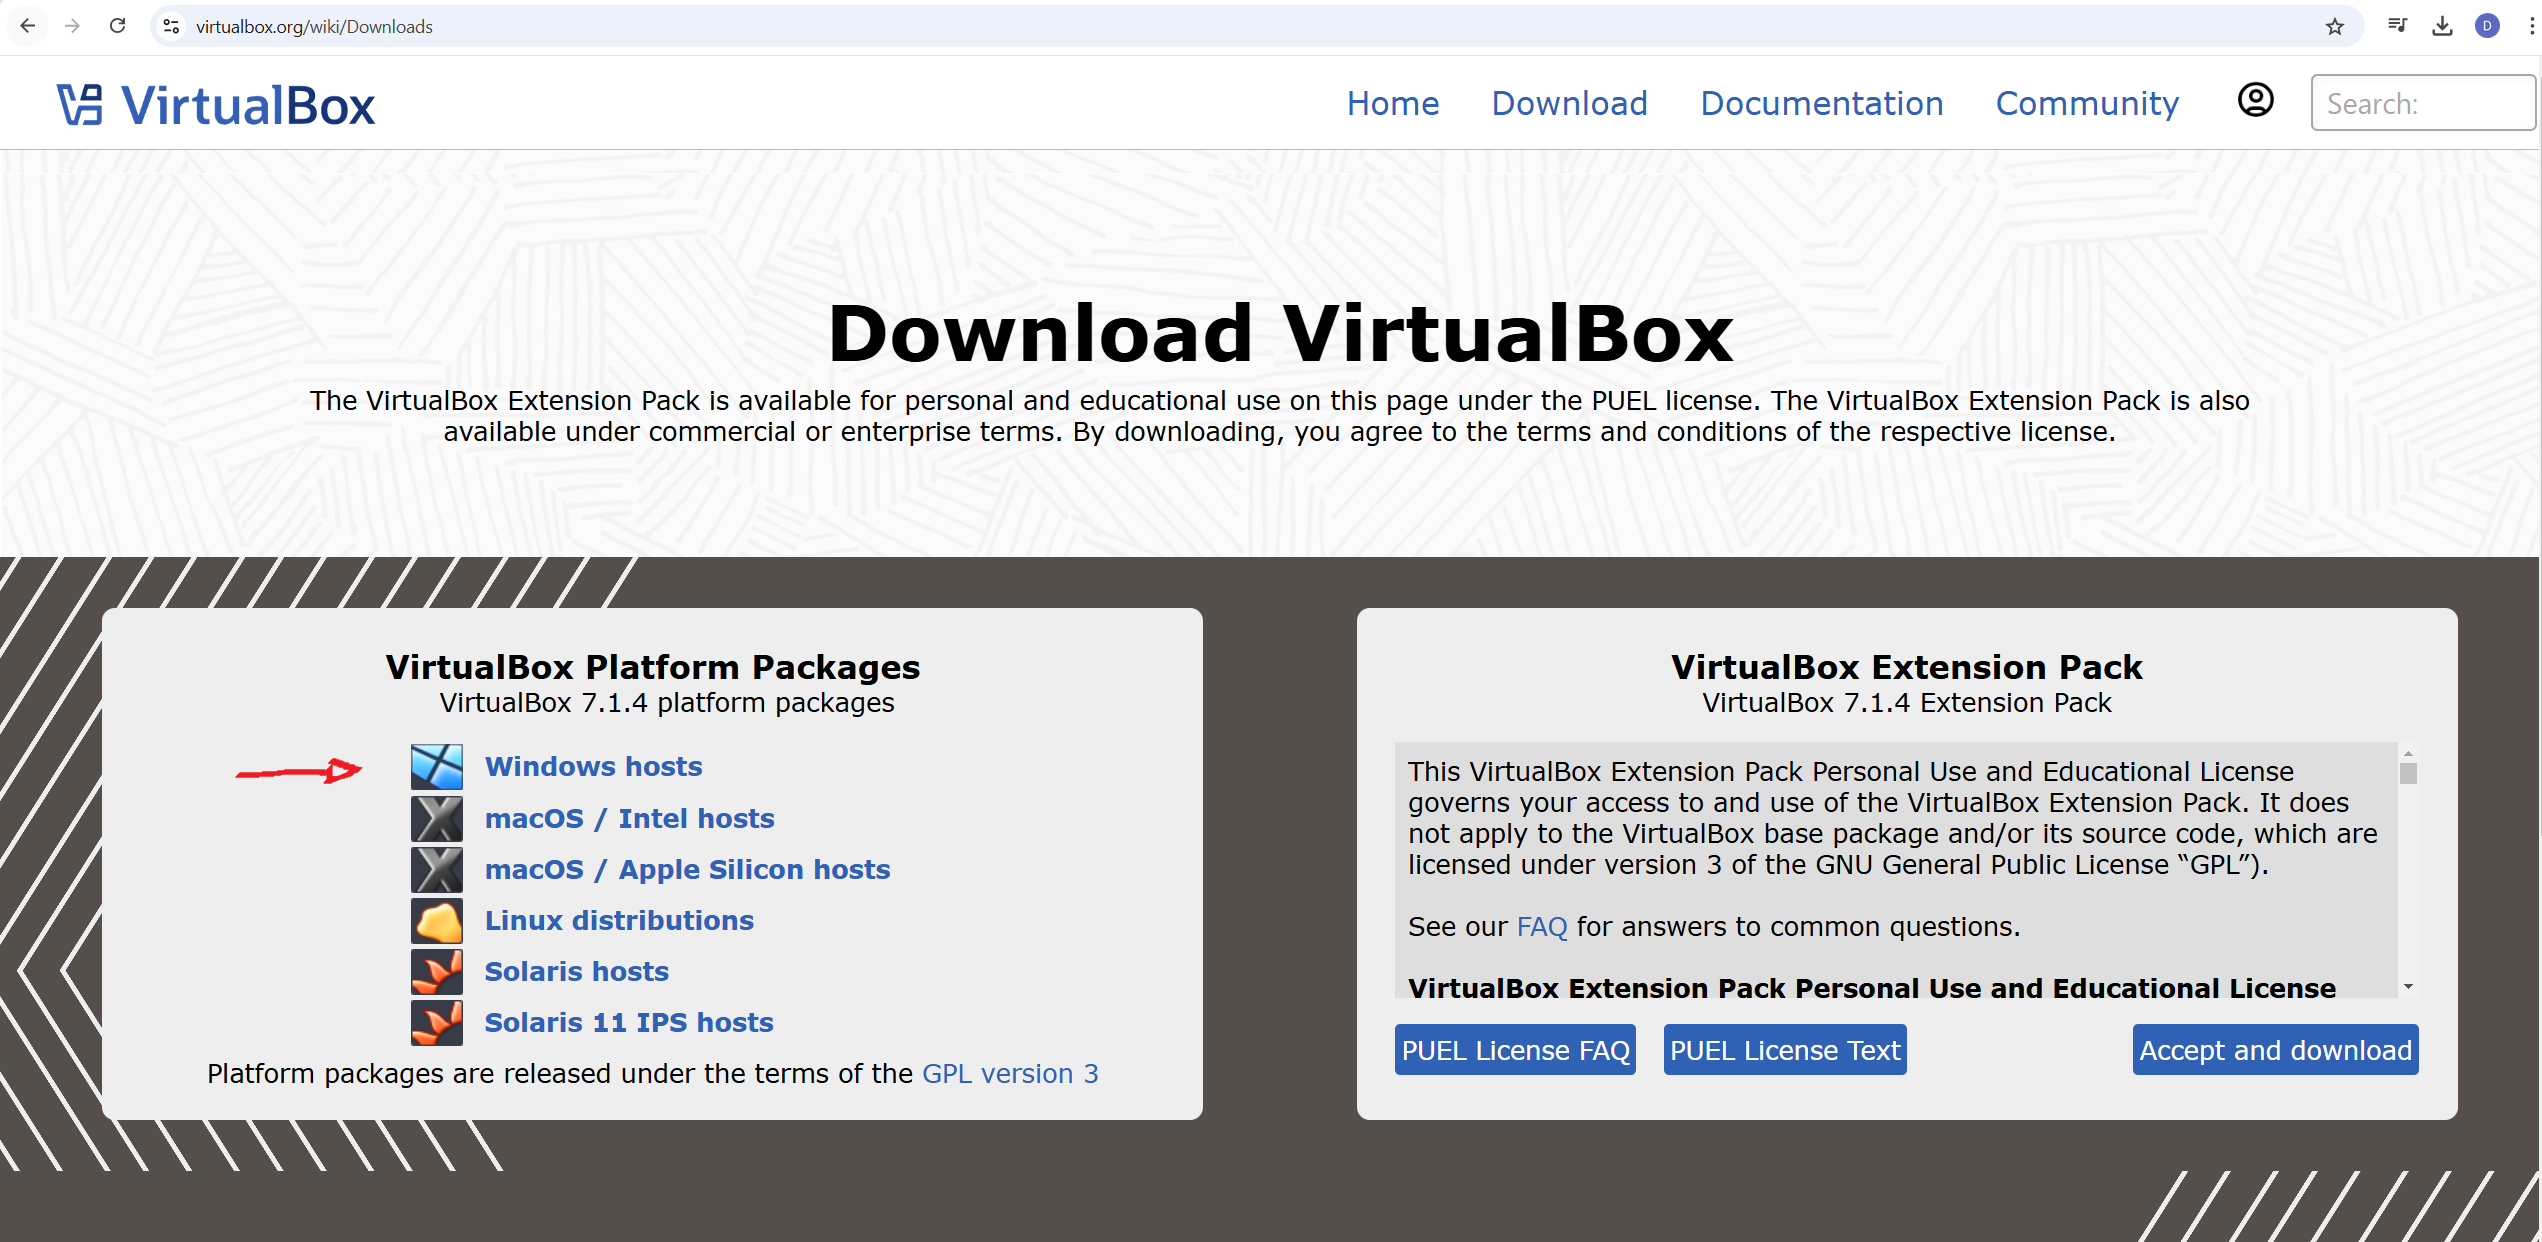 virtualbox.org/wiki/Downloads
D
VirtualBox
Home
Download
Documentation
Community
Search:
Download VirtualBox
The VirtualBox Extension Pack is available for personal and educational use on this page under the PUEL license. The VirtualBox Extension Pack is also
available under commercial or enterprise terms. By downloading, you agree to the terms and conditions of the respective license.
VirtualBox Platform Packages
VirtualBox 7.1.4 platform packages
Windows hosts
macOS / Intel hosts
macOS / Apple Silicon hosts
Linux distributions
Solaris hosts
Solaris 11 IPS hosts
Platform packages are released under the terms of the GPL version 3
VirtualBox Extension Pack
VirtualBox 7.1.4 Extension Pack
This VirtualBox Extension Pack Personal Use and Educational License
governs your access to and use of the VirtualBox Extension Pack. It does
not apply to the VirtualBox base package and/or its source code, which are
licensed under version 3 of the GNU General Public License “GPL”).
See our FAQ for answers to common questions.
VirtualBox Extension Pack Personal Use and Educational License
PUEL License FAQ
PUEL License Text
Accept and download